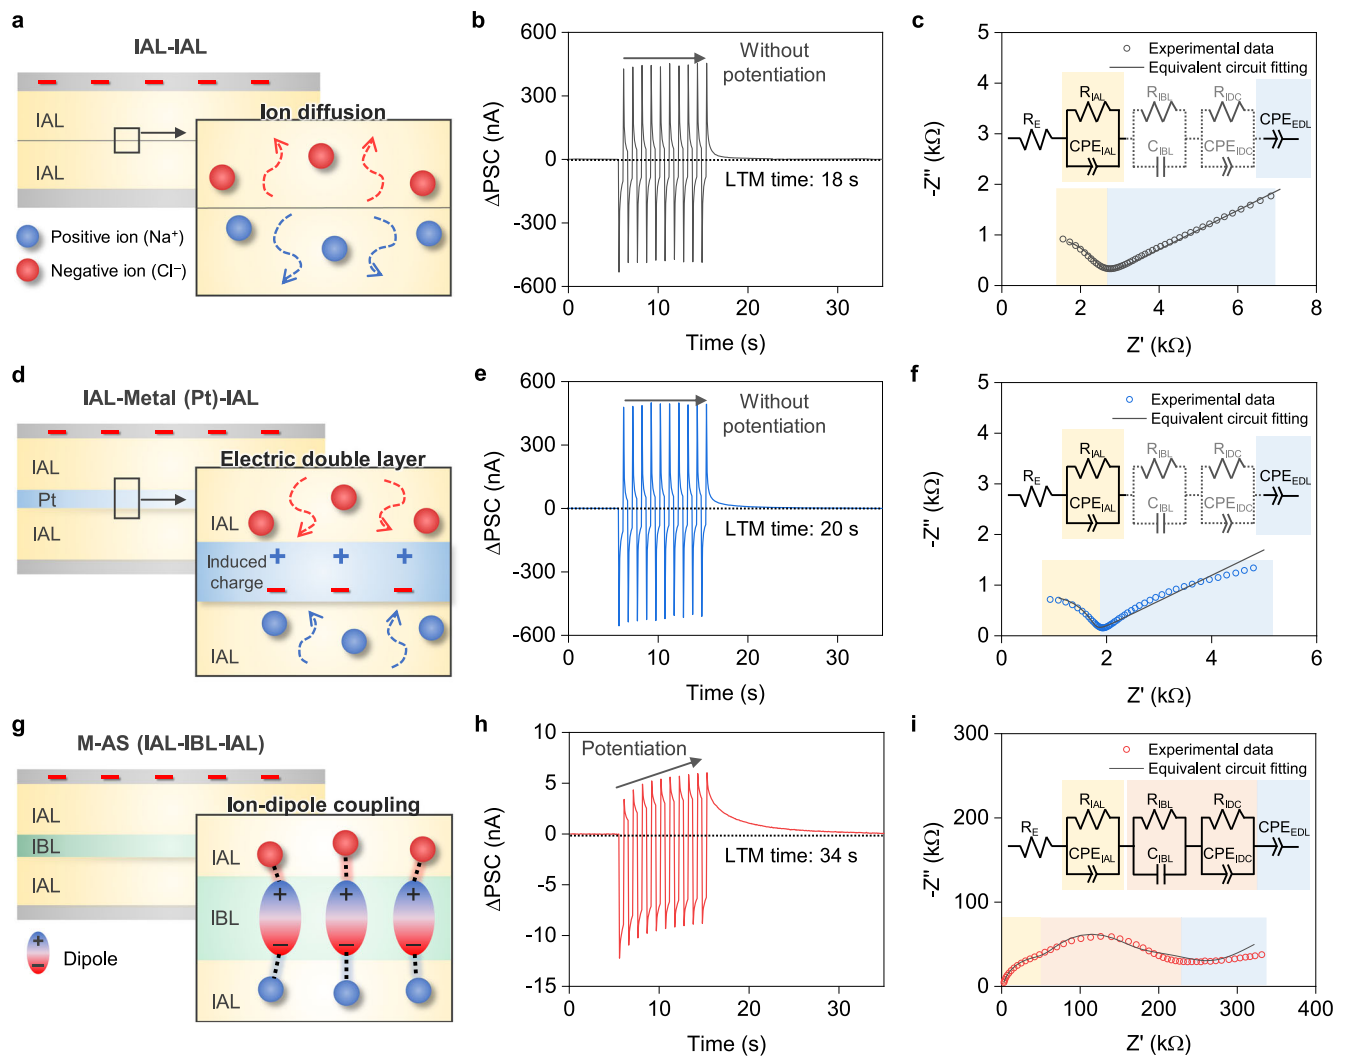 a
IAL-IAL
IAL
IAL
Ion diffusion
Positive ion (Na⁺)
Negative ion (Cl⁻)
b
600
300
0
-300
-600
ΔPSC (nA)
Without
potentiation
LTM time: 18 s
0
10
20
30
Time (s)
c
5
4
3
2
1
0
-Z" (kΩ)
Experimental data
Equivalent circuit fitting
R_E
R_IAL
CPE_IAL
R_IBL
C_IBL
R_IDC
CPE_IDC
CPE_EDL
2
4
6
8
Z' (kΩ)
d
IAL-Metal (Pt)-IAL
IAL
Pt
IAL
Electric double layer
IAL
Induced
charge
+ + +
IAL
e
600
300
0
-300
-600
ΔPSC (nA)
Without
potentiation
LTM time: 20 s
0
10
20
30
Time (s)
f
5
4
3
2
1
0
-Z" (kΩ)
Experimental data
Equivalent circuit fitting
R_E
R_IAL
CPE_IAL
R_IBL
C_IBL
R_IDC
CPE_IDC
CPE_EDL
0
2
4
6
Z' (kΩ)
g
M-AS (IAL-IBL-IAL)
IAL
IBL
IAL
Ion-dipole coupling
IAL
IBL
IAL
+ + +
− − −
+
−
Dipole
h
10
5
0
-5
-10
-15
ΔPSC (nA)
Potentiation
LTM time: 34 s
0
10
20
30
Time (s)
i
300
200
100
0
-Z" (kΩ)
Experimental data
Equivalent circuit fitting
R_E
R_IAL
CPE_IAL
R_IBL
C_IBL
R_IDC
CPE_IDC
CPE_EDL
0
100
200
300
400
Z' (kΩ)